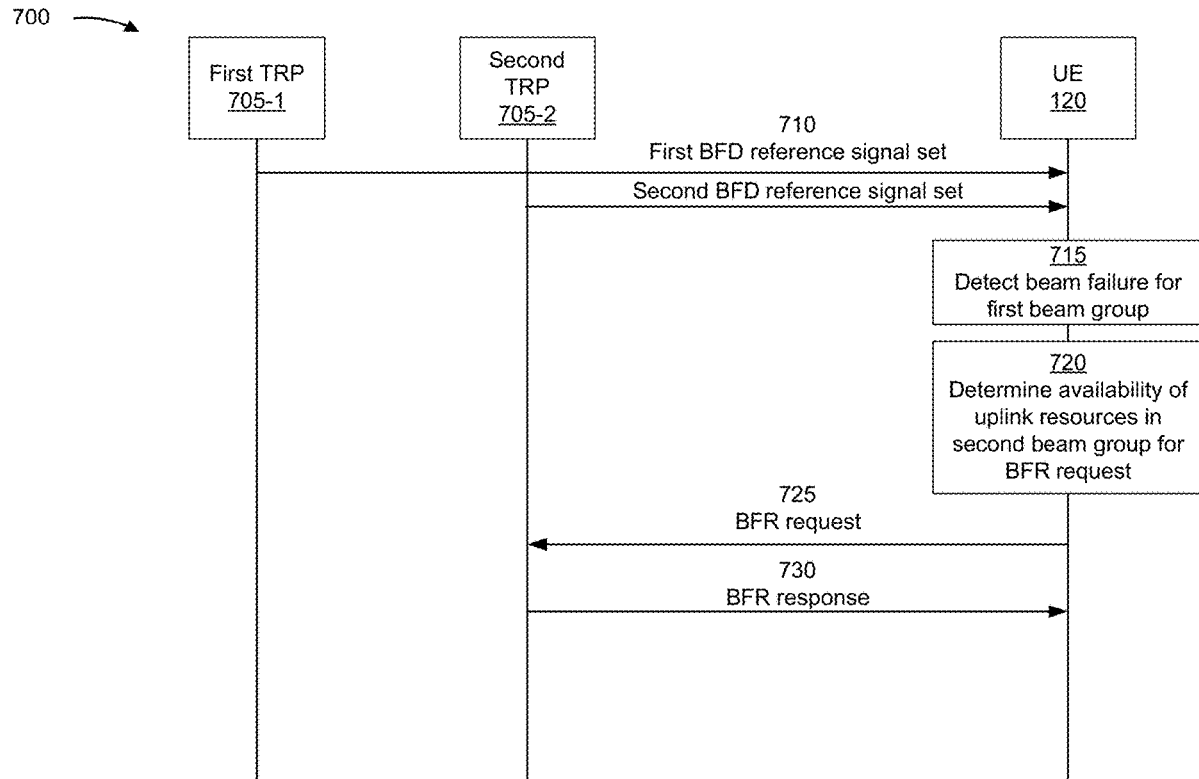 700
First TRP
705-1
Second
TRP
705-2
UE
120
710
First BFD reference signal set
Second BFD reference signal set
715
Detect beam failure for
first beam group
720
Determine availability of
uplink resources in
second beam group for
BFR request
725
BFR request
730
BFR response